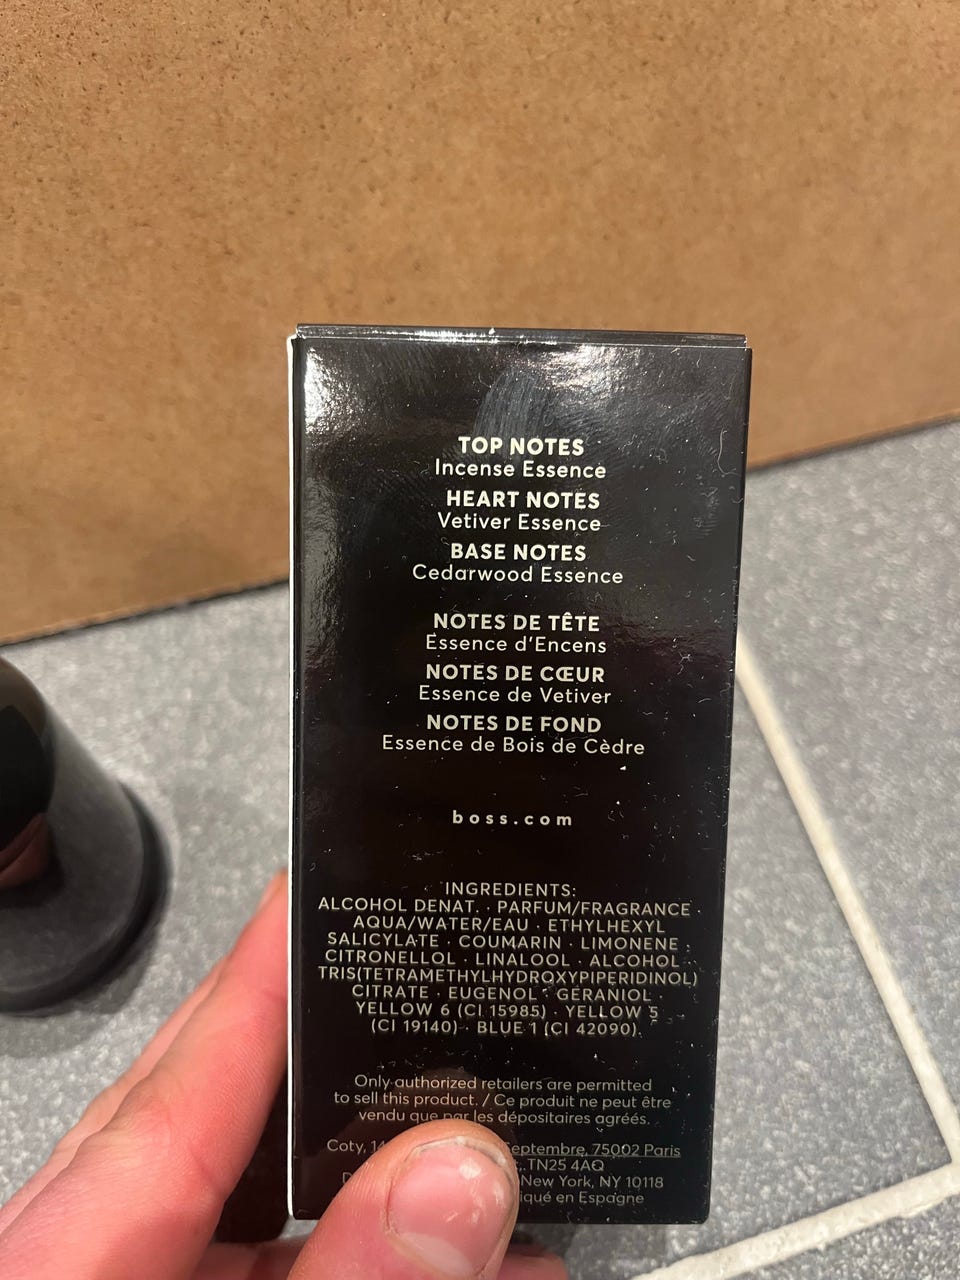 TOP NOTES
Incense Essence
HEART NOTES
Vetiver Essence
BASE NOTES
Cedarwood Essence
NOTES DE TÊTE
Essence d'Encens
NOTES DE CŒUR
Essence de Vetiver
NOTES DE FOND
Essence de Bois de Cèdre
boss.com
INGREDIENTS:
ALCOHOL DENAT. · PARFUM/FRAGRANCE ·
AQUA/WATER/EAU · ETHYLHEXYL
SALICYLATE · COUMARIN · LIMONENE ·
CITRONELLOL · LINALOOL · ALCOHOL ·
TRIS(TETRAMETHYLHYDROXYPIPERIDINOL)
CITRATE · EUGENOL · GERANIOL ·
YELLOW 6 (CI 15985) · YELLOW 5
(CI 19140) · BLUE 1 (CI 42090).
Only authorized retailers are permitted
to sell this product. / Ce produit ne peut être
vendu que par les dépositaires agréés.
Coty, Septembre, 75002 Paris
TN25 4AQ
New York, NY 10118
en Espagne